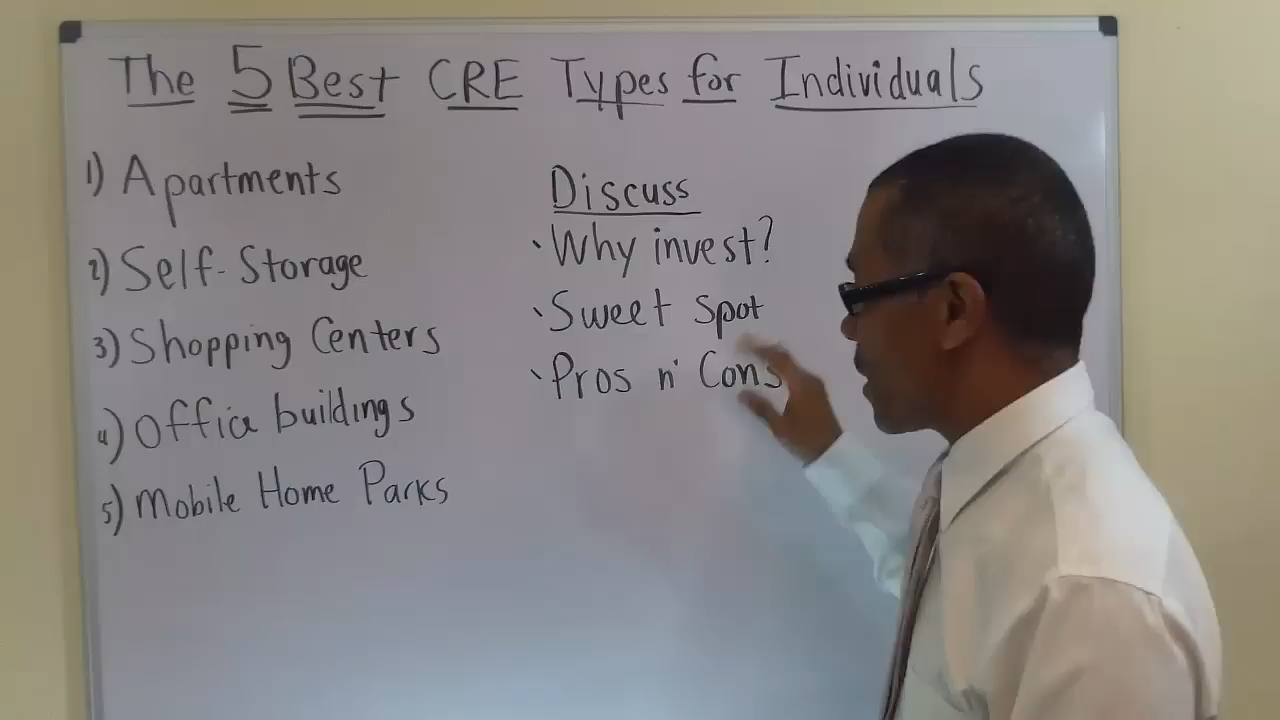 The 5 Best CRE Types for Individuals
1) Apartments
2) Self-Storage
3) Shopping Centers
4) Office buildings
5) Mobile Home Parks
Discuss
· Why invest?
· Sweet Spot
· Pros n' Cons